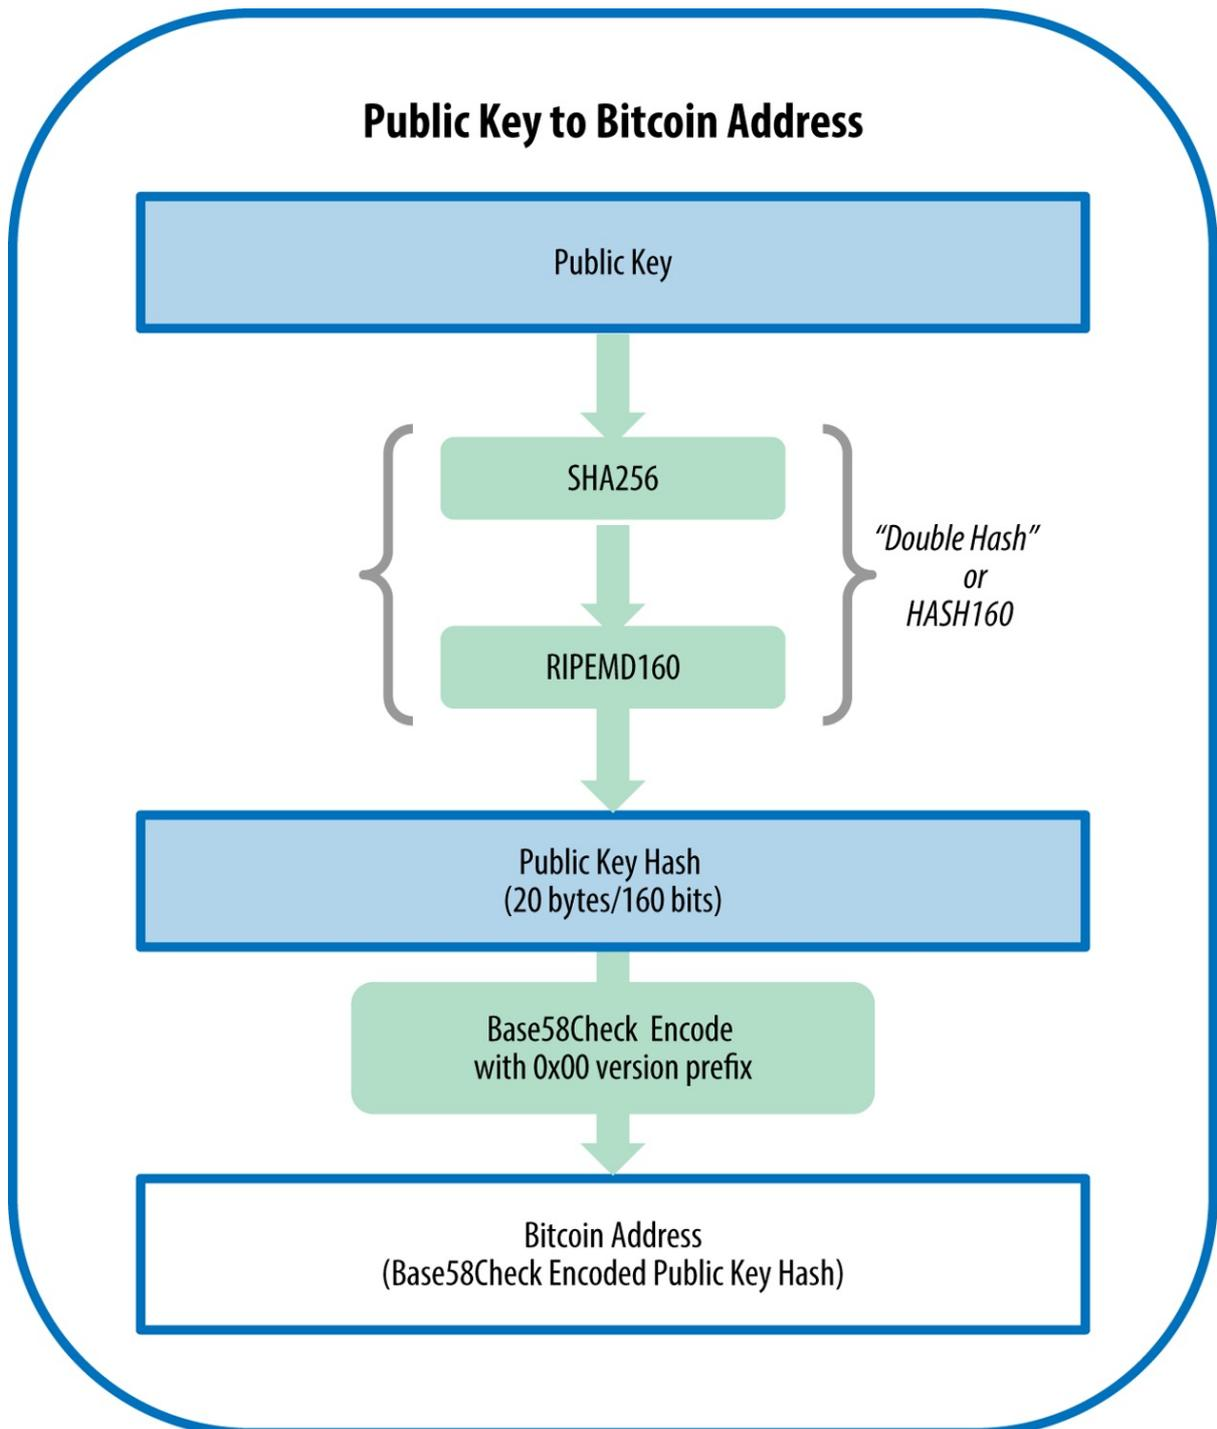 Public Key to Bitcoin Address
Public Key
SHA256
“Double Hash”
or
HASH160
RIPEMD160
Public Key Hash
(20 bytes/160 bits)
Base58Check Encode
with 0x00 version prefix
Bitcoin Address
(Base58Check Encoded Public Key Hash)